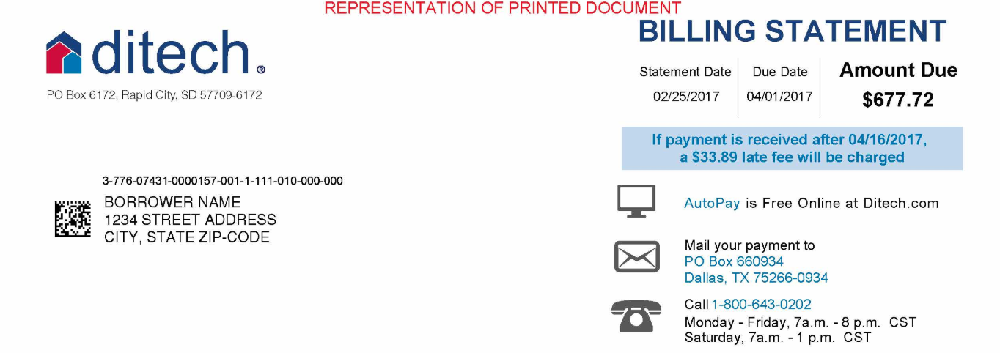 REPRESENTATION OF PRINTED DOCUMENT
ditech.®
PO Box 6172, Rapid City, SD 57709-6172
BILLING STATEMENT
Statement Date Due Date Amount Due
02/25/2017 04/01/2017 $677.72
If payment is received after 04/16/2017,
a $33.89 late fee will be charged
3-776-07431-0000157-001-1-111-010-000-000
BORROWER NAME
1234 STREET ADDRESS
CITY, STATE ZIP-CODE
AutoPay is Free Online at Ditech.com
Mail your payment to
PO Box 660934
Dallas, TX 75266-0934
Call 1-800-643-0202
Monday - Friday, 7a.m. - 8 p.m. CST
Saturday, 7a.m. - 1 p.m. CST